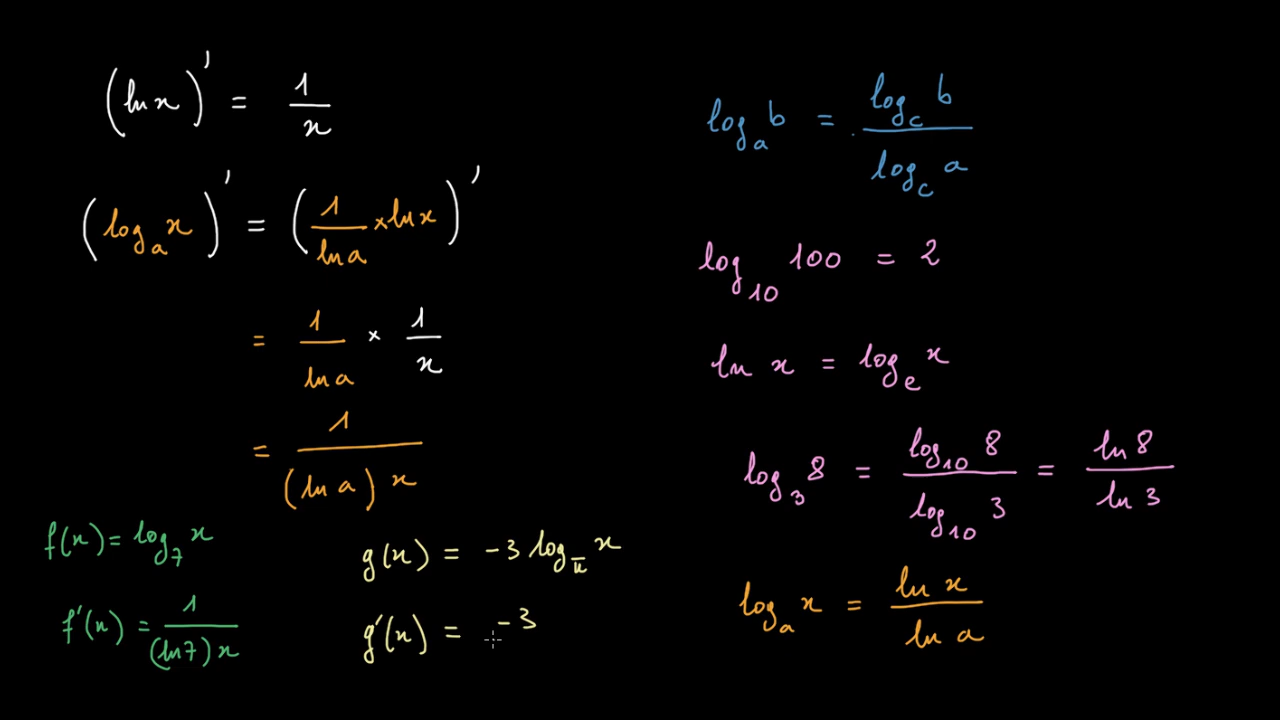 (ln x)' = 1/x
(log_a x)' = (1/(ln a) × ln x)'
= 1/(ln a) × 1/x
= 1/((ln a) x)
f(x) = log_7 x
f'(x) = 1/((ln 7) x)
g(x) = -3 log_π x
g'(x) = -3
log_a b = (log_c b)/(log_c a)
log_10 100 = 2
ln x = log_e x
log_3 8 = (log_10 8)/(log_10 3) = (ln 8)/(ln 3)
log_a x = (ln x)/(ln a)